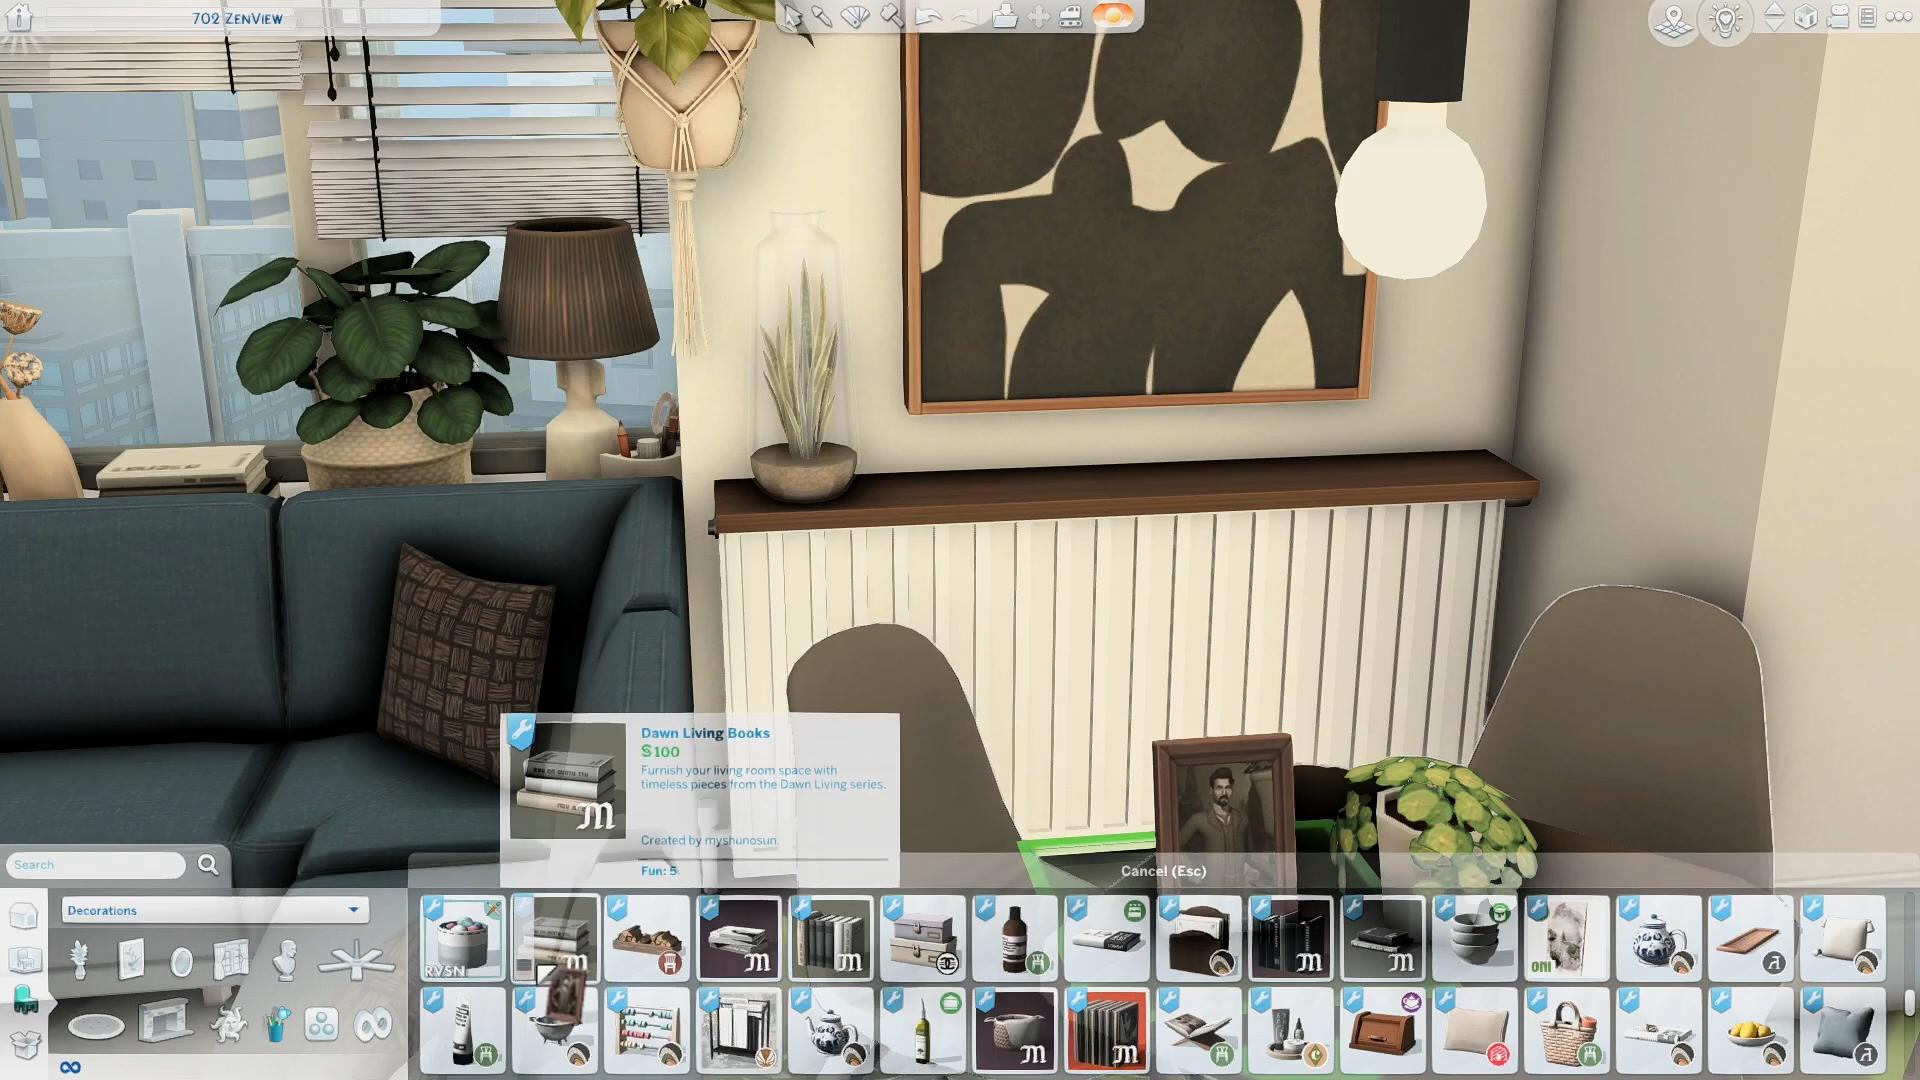 702 ZenView
Dawn Living Books
§100
Furnish your living room space with
timeless pieces from the Dawn Living series.
Created by myshunosun.
Fun: 5
Search
Cancel (Esc)
Decorations
RVSN
m
m
m
m
m
ONI
A
m
m
A